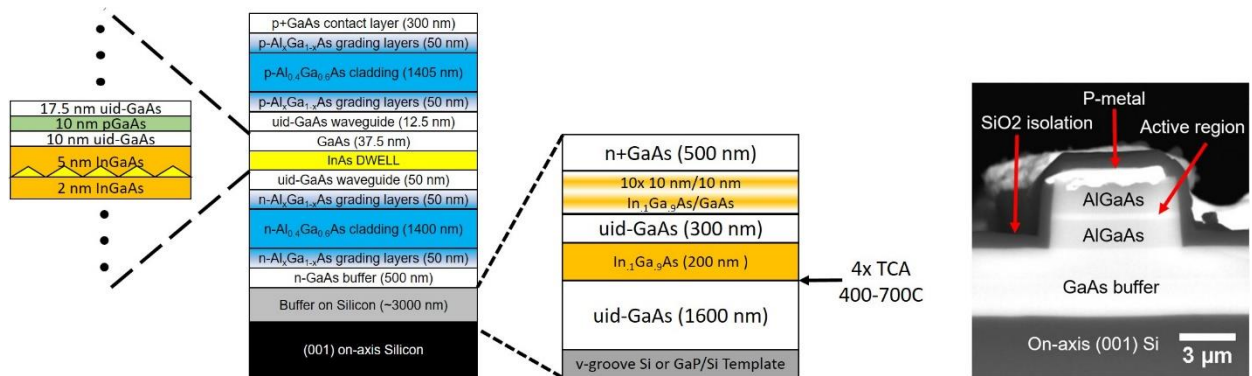 17.5 nm uid-GaAs
10 nm pGaAs
10 nm uid-GaAs
5 nm InGaAs
2 nm InGaAs
p+GaAs contact layer (300 nm)
p-AlxGa1-xAs grading layers (50 nm)
p-Al0.4Ga0.6As cladding (1405 nm)
p-AlxGa1-xAs grading layers (50 nm)
uid-GaAs waveguide (12.5 nm)
GaAs (37.5 nm)
InAs DWELL
uid-GaAs waveguide (50 nm)
n-AlxGa1-xAs grading layers (50 nm)
n-Al0.4Ga0.6As cladding (1400 nm)
n-AlxGa1-xAs grading layers (50 nm)
n-GaAs buffer (500 nm)
Buffer on Silicon (~3000 nm)
(001) on-axis Silicon
n+GaAs (500 nm)
10x 10 nm/10 nm
In.1Ga.9As/GaAs
uid-GaAs (300 nm)
In.1Ga.9As (200 nm )
uid-GaAs (1600 nm)
v-groove Si or GaP/Si Template
4x TCA
400-700C
P-metal
SiO2 isolation
Active region
AlGaAs
AlGaAs
GaAs buffer
On-axis (001) Si
3 µm